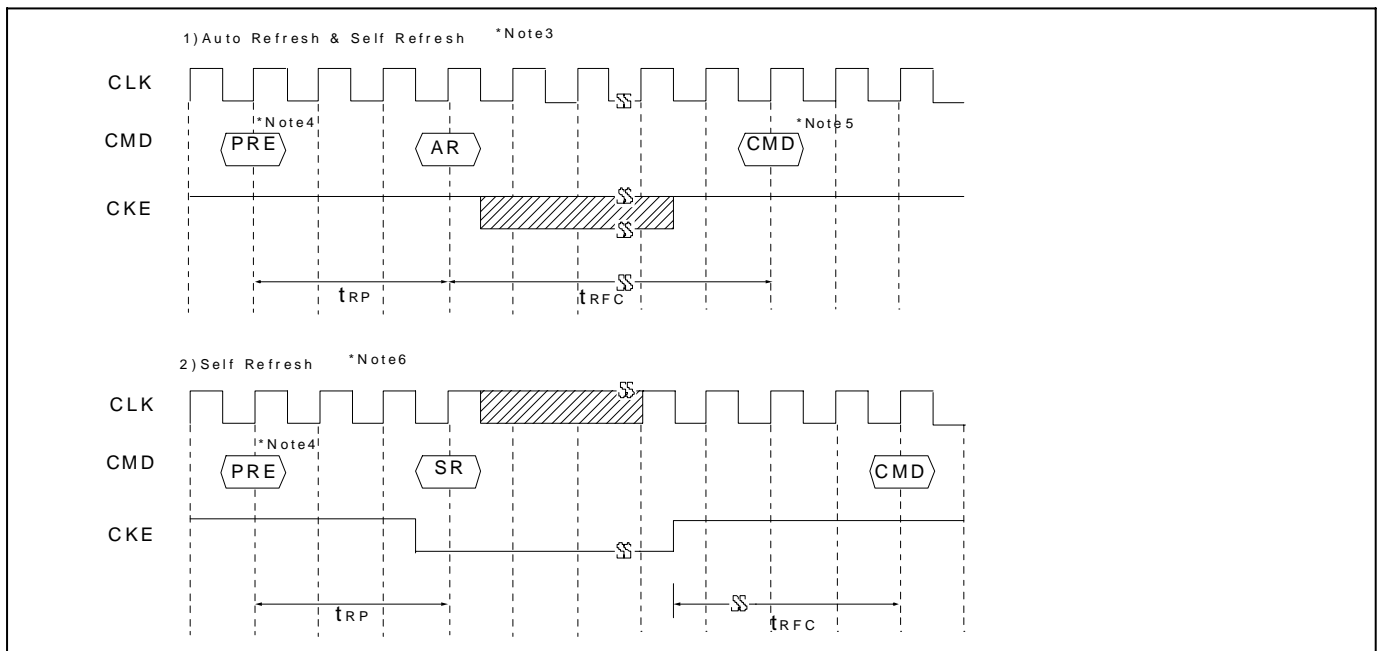 1)Auto Refresh & Self Refresh *Note3
CLK
CMD PRE *Note4 AR CMD *Note5
CKE
tRP tRFC
2)Self Refresh *Note6
CLK
CMD PRE *Note4 SR CMD
CKE
tRP tRFC